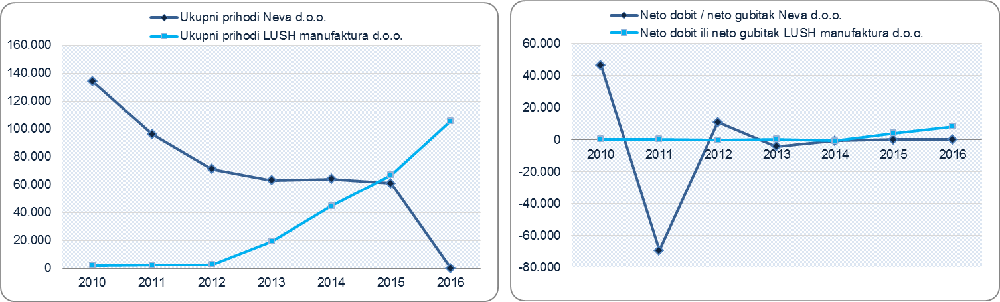 Ukupni prihodi Neva d.o.o.
Ukupni prihodi LUSH manufaktura d.o.o.
160.000
140.000
120.000
100.000
80.000
60.000
40.000
20.000
0
2010 2011 2012 2013 2014 2015 2016
Neto dobit / neto gubitak Neva d.o.o.
Neto dobit ili neto gubitak LUSH manufaktura d.o.o.
60.000
40.000
20.000
0
2010 2011 2012 2013 2014 2015 2016
-20.000
-40.000
-60.000
-80.000